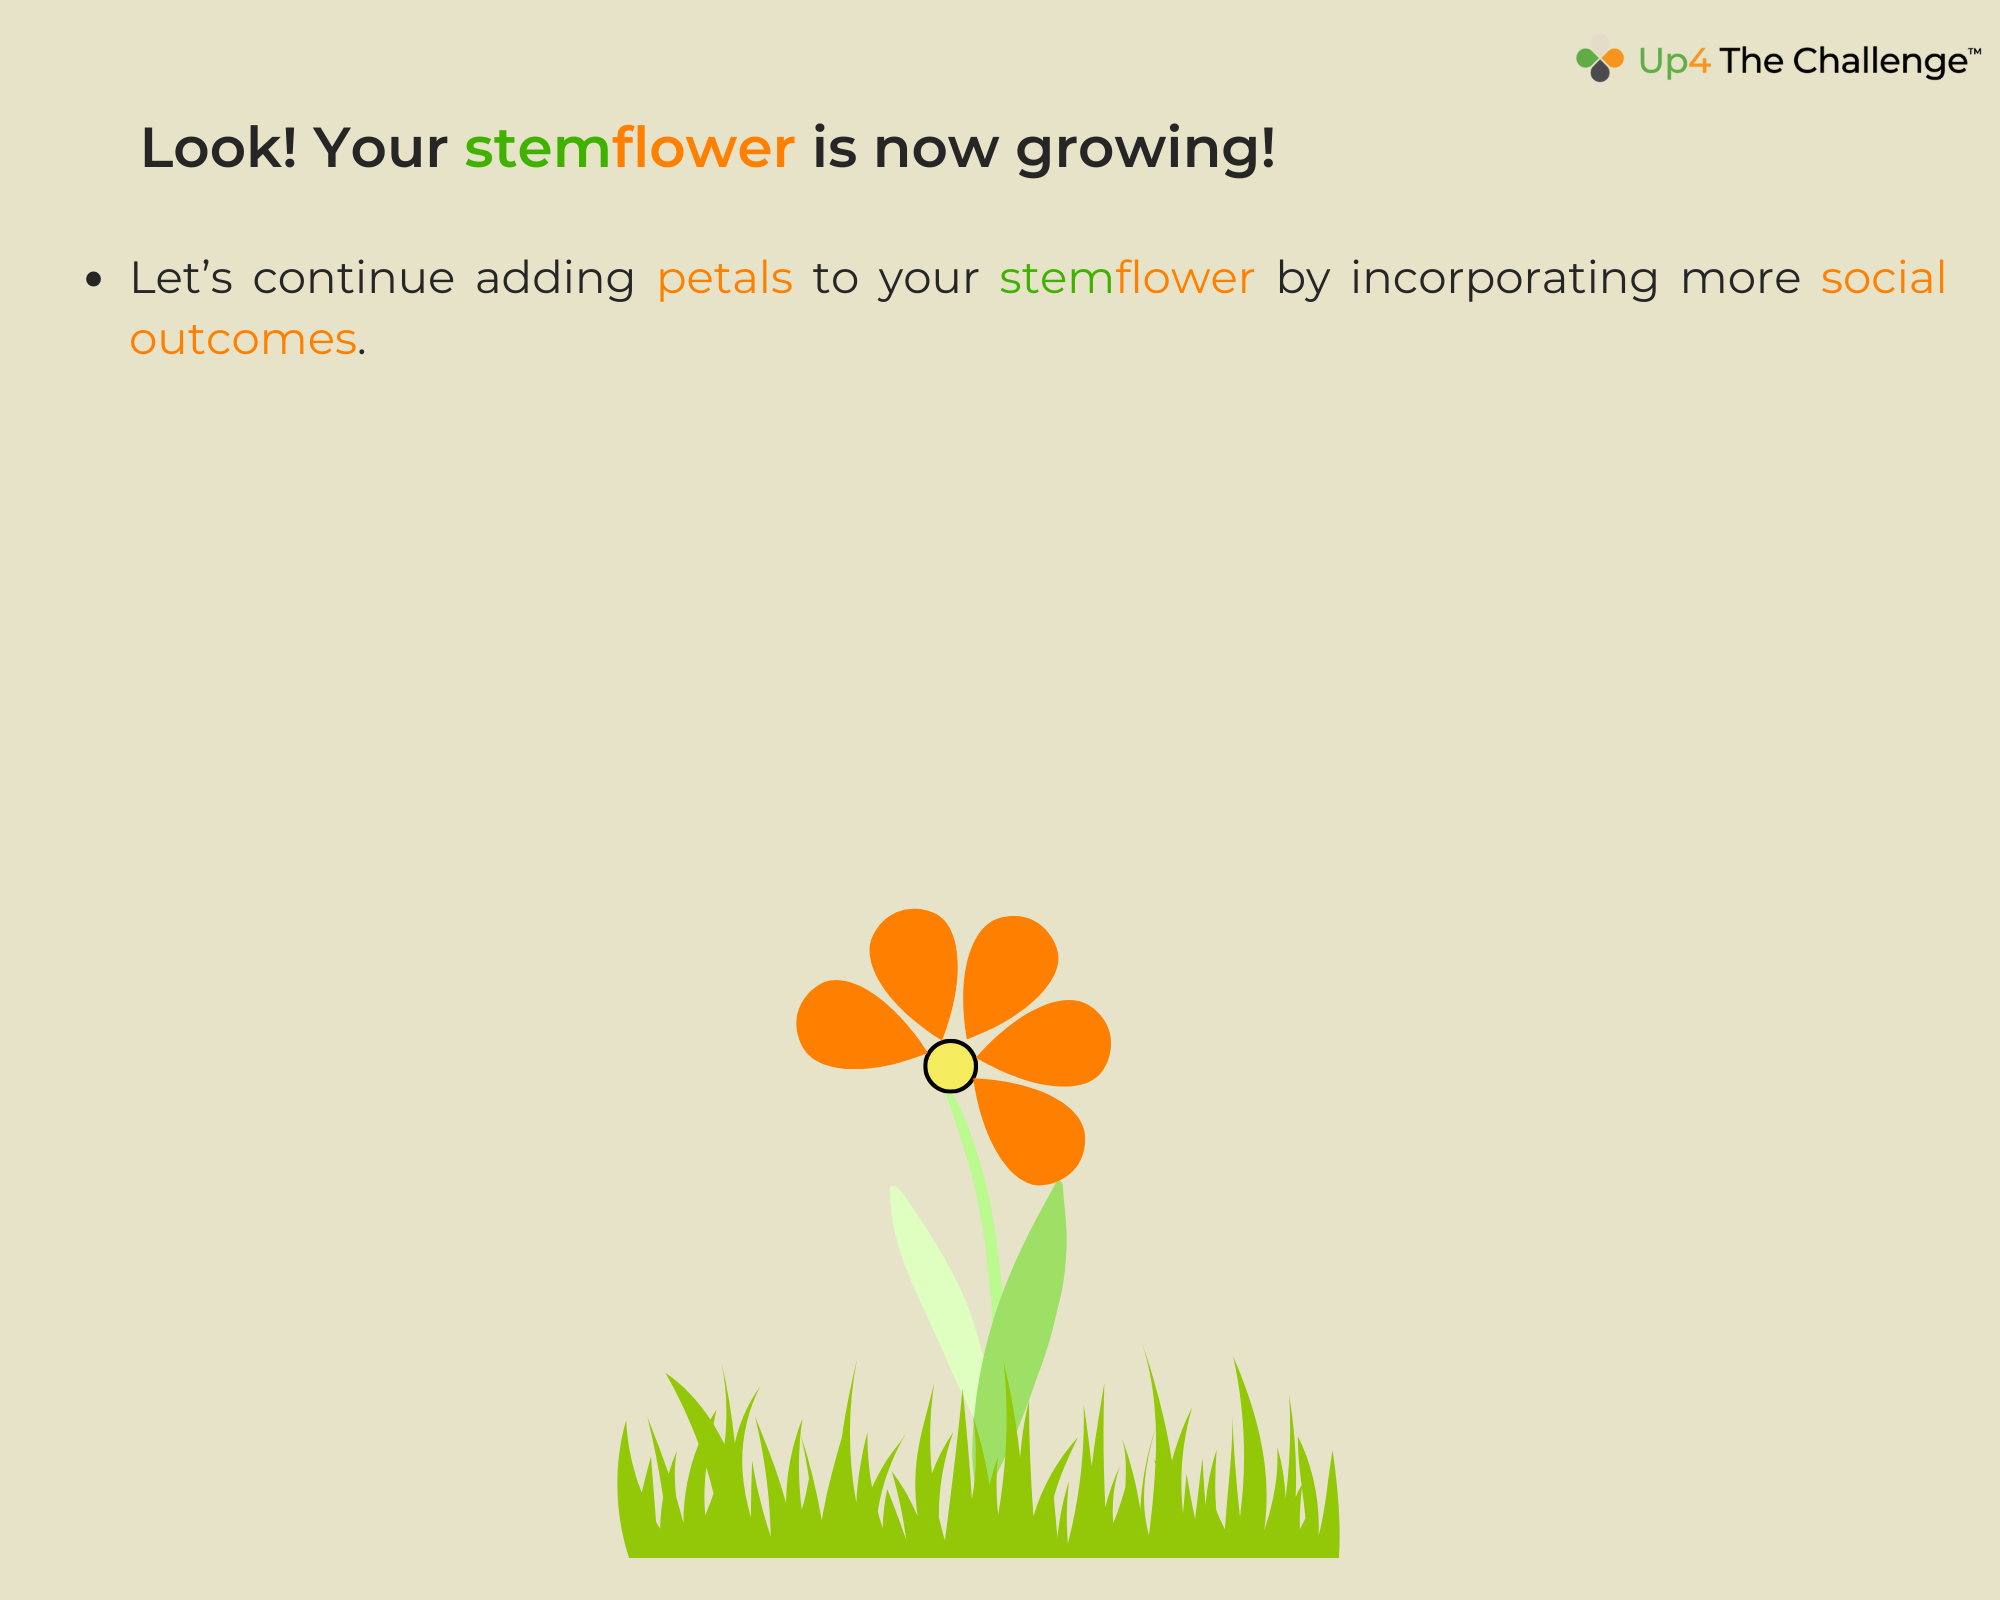 Up4 The Challenge™
Look! Your stemflower is now growing!
• Let’s continue adding petals to your stemflower by incorporating more social
outcomes.